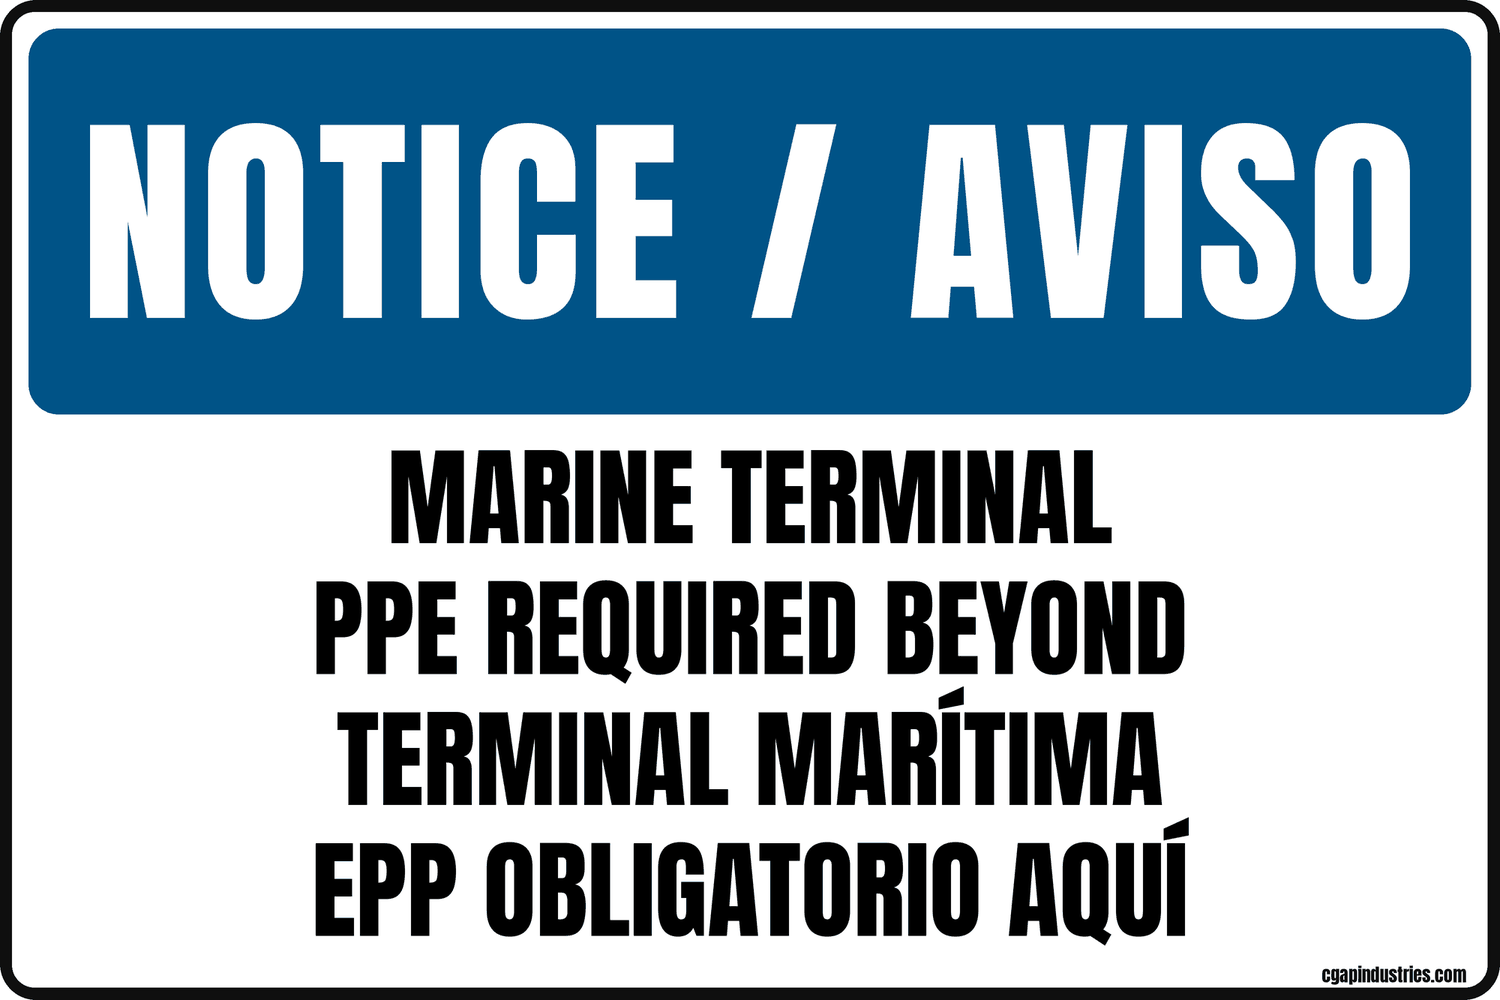 NOTICE / AVISO
MARINE TERMINAL
PPE REQUIRED BEYOND
TERMINAL MARÍTIMA
EPP OBLIGATORIO AQUÍ
cgapindustries.com